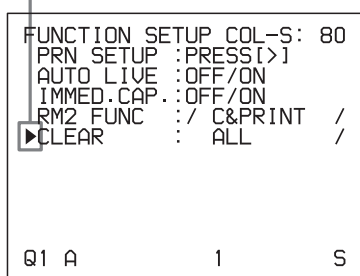 FUNCTION SETUP COL-S: 80
PRN SETUP :PRESS[>]
AUTO LIVE :OFF/ON
IMMED.CAP.:OFF/ON
RM2 FUNC :/ C&PRINT /
▶CLEAR : ALL /
Q1 A 1 S